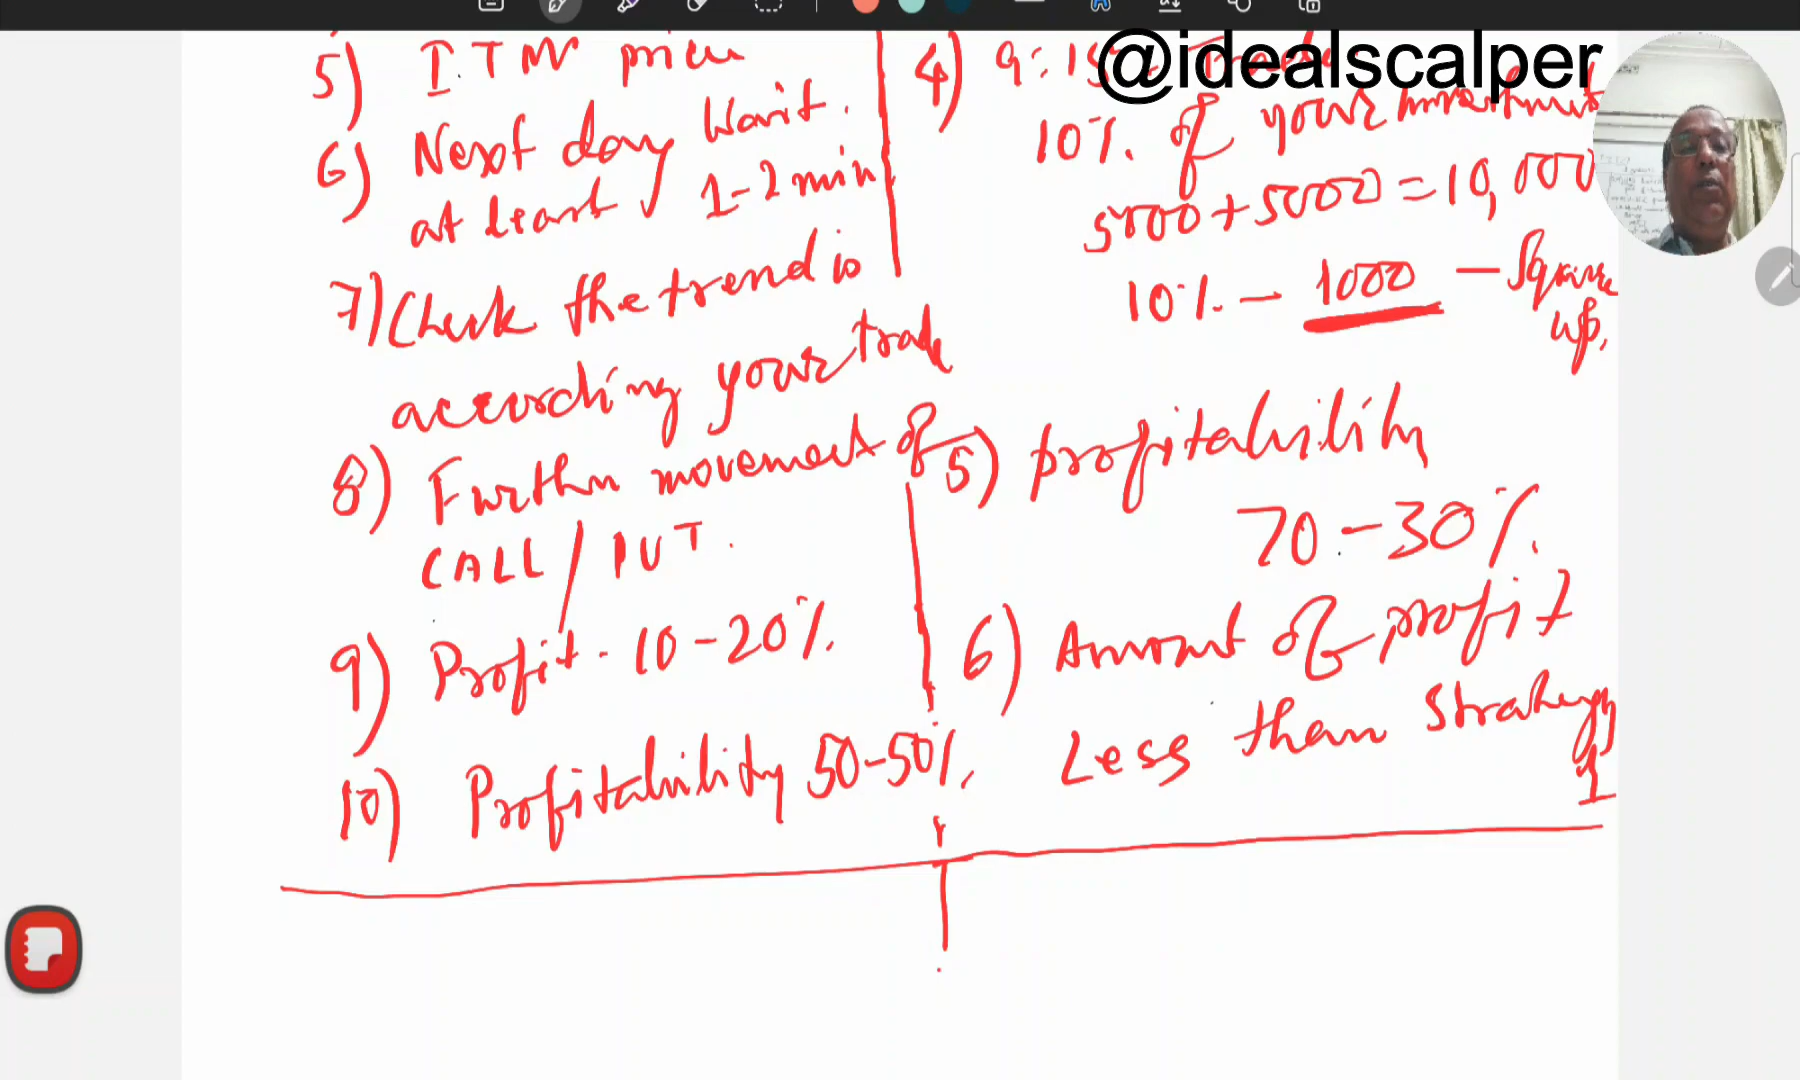 @idealscalper
5) I.T M price
6) Next day Wait.
at least 1-2 min
7) Check the trend is
according your trade
8) Further movement of
CALL / PUT.
9) Profit - 10-20%.
10) Profitability 50-50%.
4) 9:15 - Trade
10%. of your investment
5000+5000=10,000
10%. - 1000 - Square
up.
5) profitability
70-30%.
6) Amount of profit
Less than Strategy
1